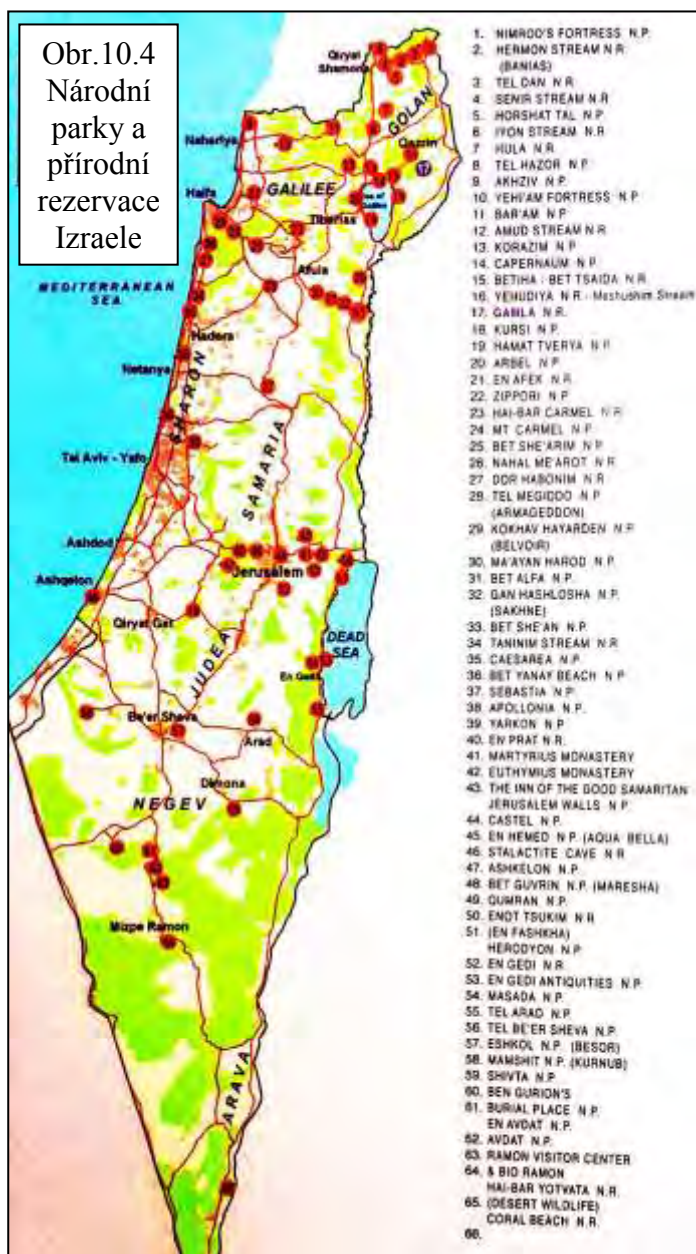 Obr.10.4
Národní
parky a
přírodní
rezervace
Izraele
Qiryat
Shamona
GOLAN
Nahariya
Qazrin
GALILEE
Haifa
Tiberias
Afula
MEDITERRANEAN
SEA
Hadera
Netanya
SHARON
SAMARIA
Tel Aviv - Yafo
Ashdod
Jerusalem
Ashqelon
Qiryat Gat
JUDEA
DEAD
SEA
En Gedi
Be'er Sheva
Arad
Dimona
NEGEV
Mizpe Ramon
ARAVA
1. NIMROD'S FORTRESS N.P.
2. HERMON STREAM N.R.
(BANIAS)
3. TEL DAN N.R.
4. SENIR STREAM N.R
5. HORSHAT TAL N.P.
6. IYON STREAM N.R
7. HULA N.R.
8. TEL HAZOR N.P.
9. AKHZIV N.P.
10. YEHI'AM FORTRESS N.P
11. BAR'AM N.P.
12. AMUD STREAM N.R
13. KORAZIM N.P.
14. CAPERNAUM N.P.
15. BETIHA - BET TSAIDA N.R.
16. YEHUDIYA N.R. - Meshushim Stream
17. GAMLA N.R.
18. KURSI N.P.
19. HAMAT TVERYA N.P.
20. ARBEL N.P.
21. EN AFEK N.R.
22. ZIPPORI N.P.
23. HAI-BAR CARMEL N.R.
24. MT CARMEL N.P.
25. BET SHE'ARIM N.P.
26. NAHAL ME'AROT N.R.
27. DOR HABONIM N.R
28. TEL MEGIDDO N.P.
(ARMAGEDDON)
29. KOKHAV HAYARDEN N.P.
(BELVOIR)
30. MA'AYAN HAROD N.P.
31. BET ALFA N.P.
32. GAN HASHLOSHA N.P.
(SAKHNE)
33. BET SHE'AN N.P.
34 TANINIM STREAM N.R
35. CAESAREA N.P.
36. BET YANAY BEACH N.P.
37. SEBASTIA N.P.
38. APOLLONIA N.P.
39. YARKON N.P
40. EN PRAT N.R.
41. MARTYRIUS MONASTERY
42. EUTHYMIUS MONASTERY
43. THE INN OF THE GOOD SAMARITAN
JERUSALEM WALLS N.P
44. CASTEL N.P.
45. EN HEMED N.P. (AQUA BELLA)
46. STALACTITE CAVE N.R
47. ASHKELON N.P.
48. BET GUVRIN N.P. (MARESHA)
49. QUMRAN N.P.
50. ENOT TSUKIM N.R
51. (EN FASHKHA)
HERODYON N.P
52. EN GEDI N.R.
53. EN GEDI ANTIQUITIES N.P.
54. MASADA N.P.
55. TEL ARAD N.P.
56. TEL BE'ER SHEVA N.P.
57. ESHKOL N.P. (BESOR)
58. MAMSHIT N.P. (KURNUB)
59. SHIVTA N.P.
60. BEN GURION'S
61. BURIAL PLACE N.P.
EN AVDAT N.P.
62. AVDAT N.P.
63. RAMON VISITOR CENTER
64. & BIO RAMON
HAI-BAR YOTVATA N.R.
65. (DESERT WILDLIFE)
CORAL BEACH N.R.
66.